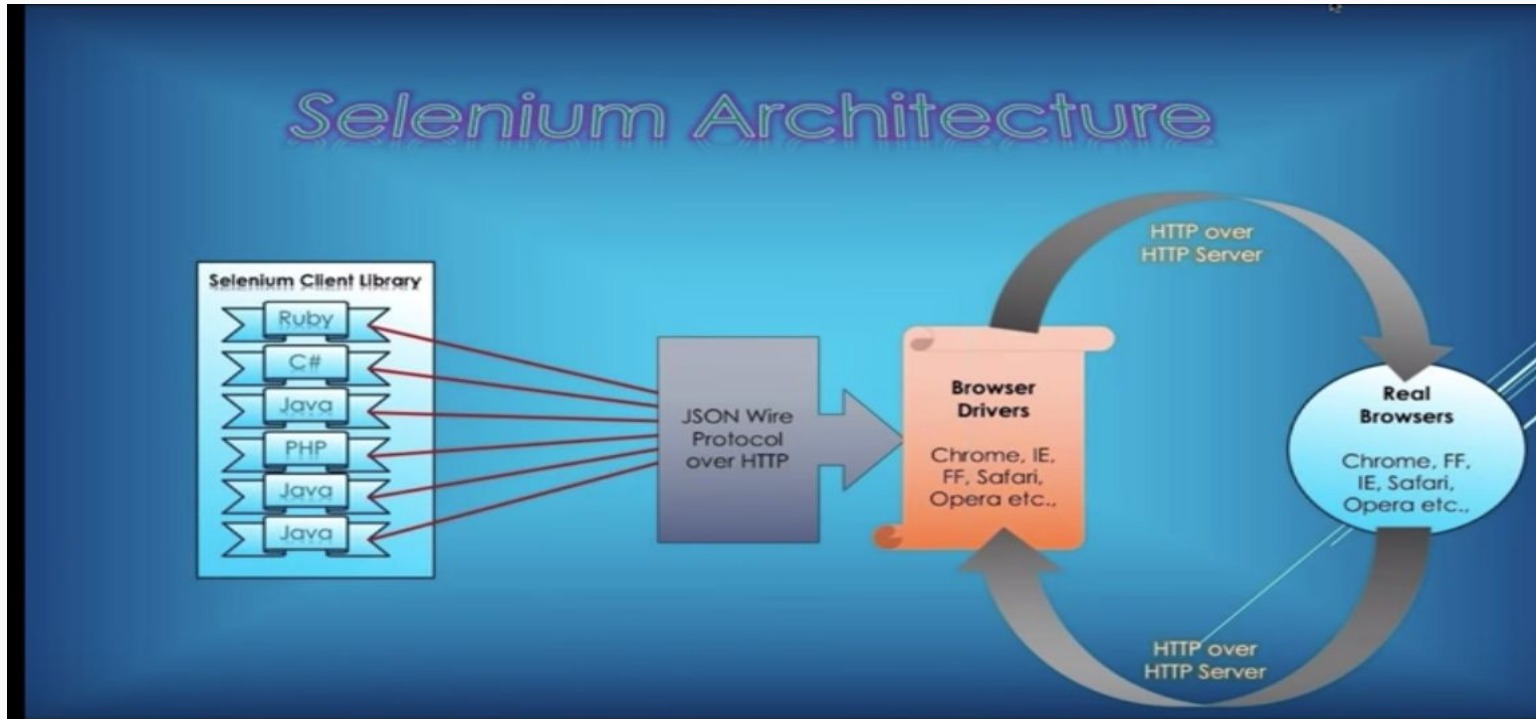 Selenium Architecture
Selenium Client Library
Ruby
C#
Java
PHP
Java
Java
JSON Wire
Protocol
over HTTP
Browser
Drivers
Chrome, IE,
FF, Safari,
Opera etc.,
HTTP over
HTTP Server
Real
Browsers
Chrome, FF,
IE, Safari,
Opera etc.,
HTTP over
HTTP Server